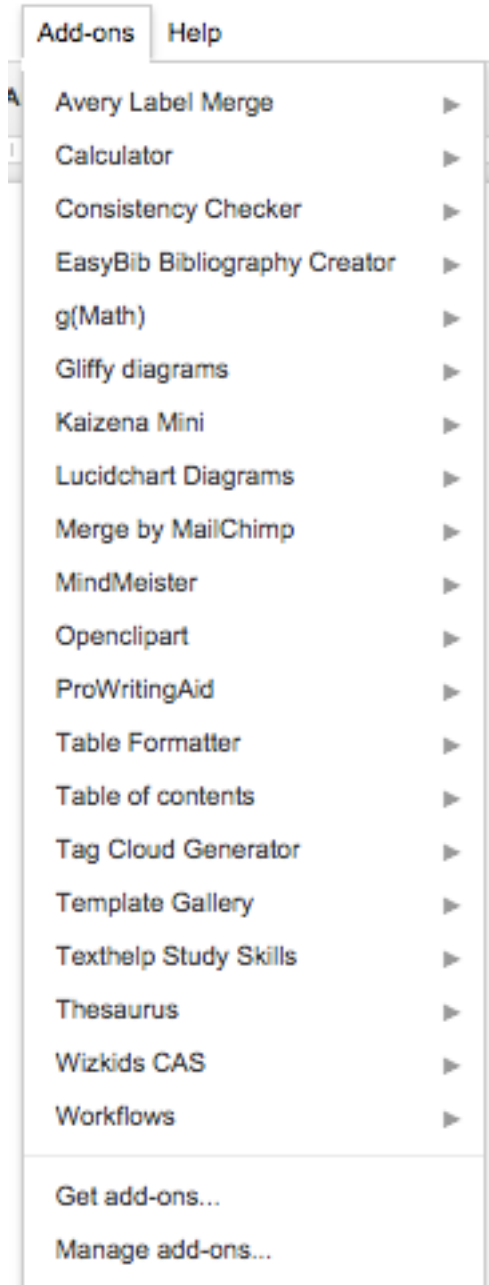 Add-ons Help
A
Avery Label Merge
Calculator
Consistency Checker
EasyBib Bibliography Creator
g(Math)
Gliffy diagrams
Kaizena Mini
Lucidchart Diagrams
Merge by MailChimp
MindMeister
Openclipart
ProWritingAid
Table Formatter
Table of contents
Tag Cloud Generator
Template Gallery
Texthelp Study Skills
Thesaurus
Wizkids CAS
Workflows
Get add-ons...
Manage add-ons...